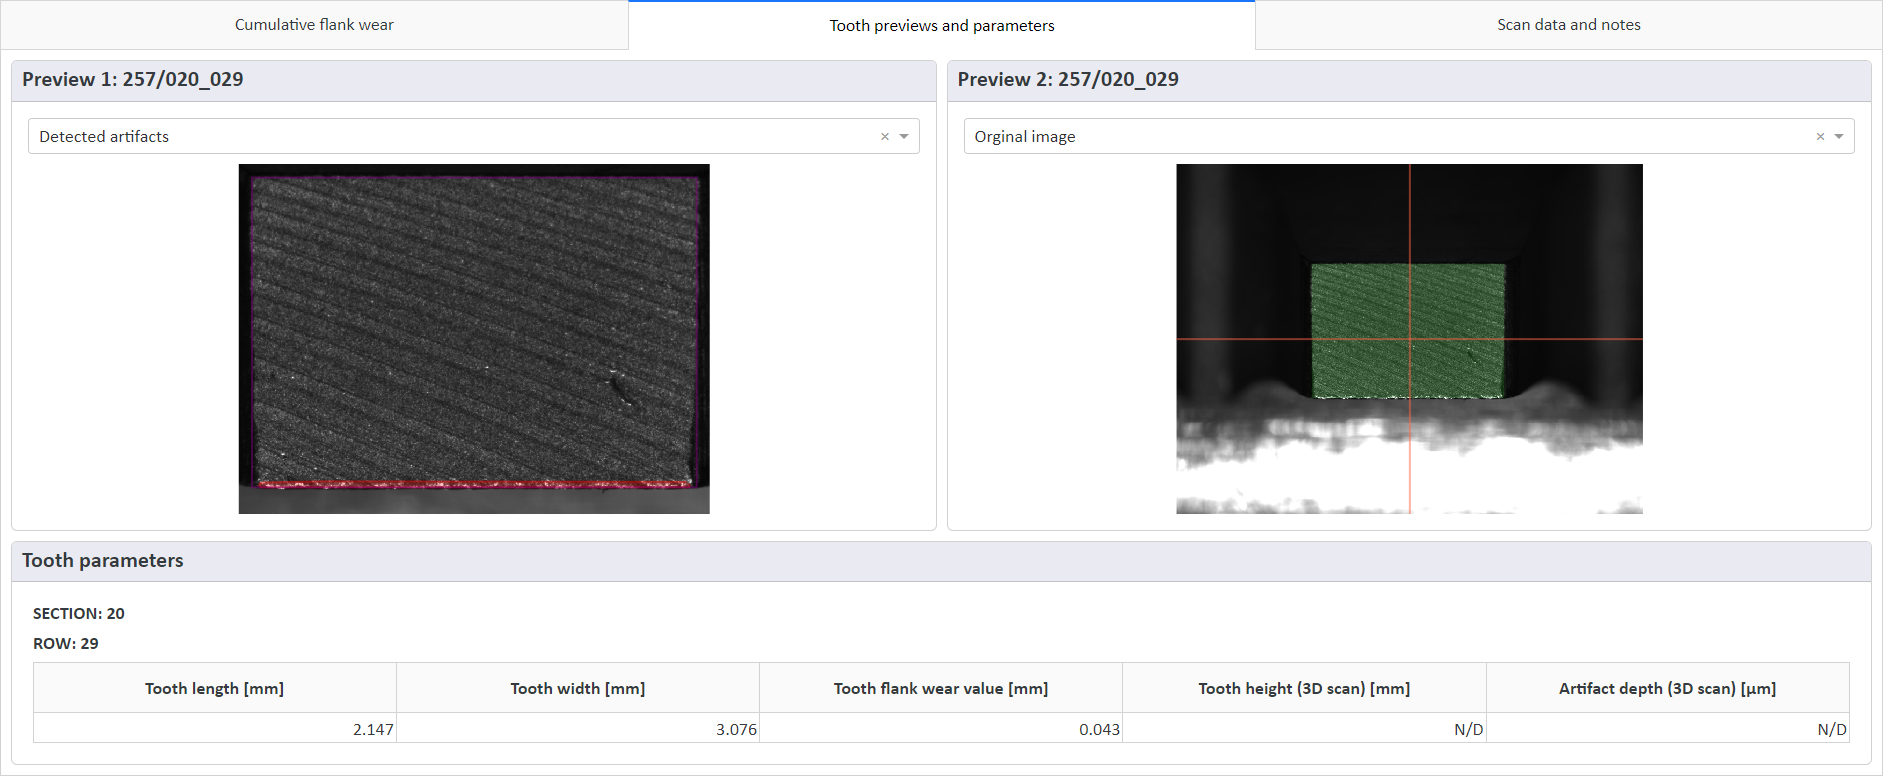 Cumulative flank wear
Tooth previews and parameters
Scan data and notes
Preview 1: 257/020_029
Preview 2: 257/020_029
Detected artifacts
Orginal image
Tooth parameters
SECTION: 20
ROW: 29
Tooth length [mm] Tooth width [mm] Tooth flank wear value [mm] Tooth height (3D scan) [mm] Artifact depth (3D scan) [µm]
2.147 3.076 0.043 N/D N/D